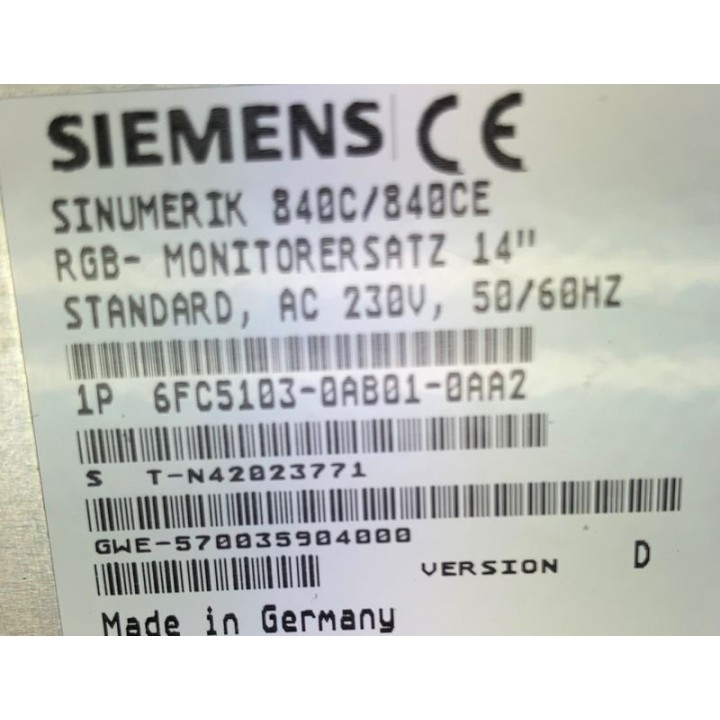 SIEMENS CE
SINUMERIK 840C/840CE
RGB- MONITORERSATZ 14"
STANDARD, AC 230V, 50/60HZ
1P 6FC5103-0AB01-0AA2
S T-N42023771
GWE-570035904000
VERSION D
Made in Germany